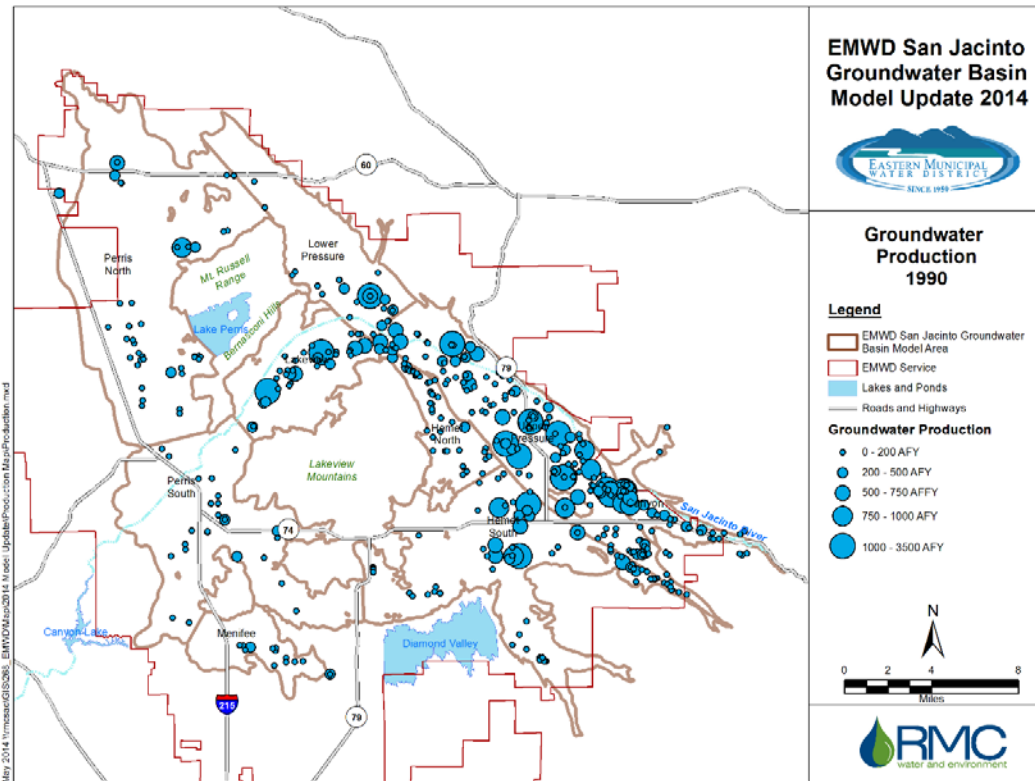 EMWD San Jacinto
Groundwater Basin
Model Update 2014
EASTERN MUNICIPAL
WATER DISTRICT
SINCE 1950
Groundwater
Production
1990
Legend
EMWD San Jacinto Groundwater
Basin Model Area
EMWD Service
Lakes and Ponds
Roads and Highways
Groundwater Production
0 - 200 AFY
200 - 500 AFY
500 - 750 AFFY
750 - 1000 AFY
1000 - 3500 AFY
N
0 2 4 8
Miles
RMC
water and environment
60
Lower
Pressure
Perris
North
Mt. Russell
Range
Lake Perris
Bernasconi Hills
79
Hemet
North
Lakeview
Mountains
Perris
South
74
Hemet
South
San Jacinto River
Canyon Lake
Menifee
Diamond Valley
215
79